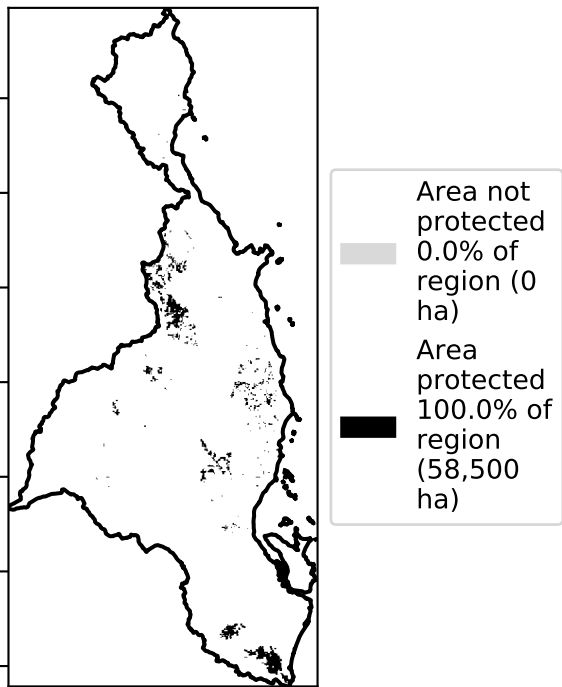 Area not
protected
0.0% of
region (0
ha)
Area
protected
100.0% of
region
(58,500
ha)